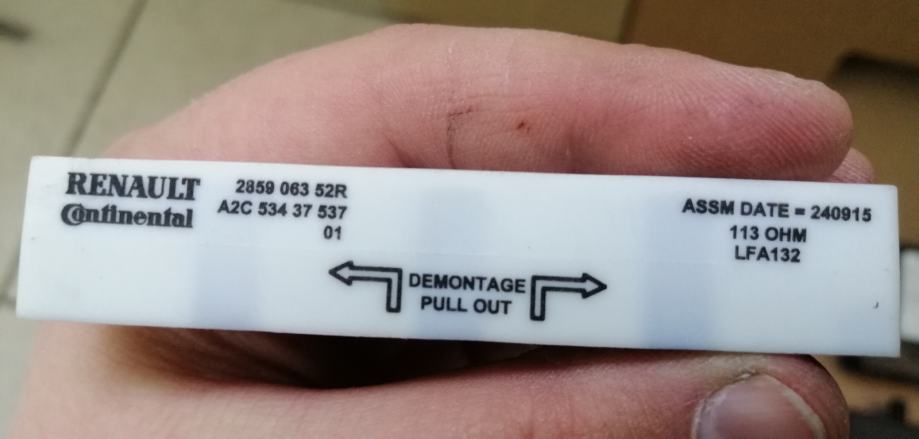 RENAULT
Continental
2859 063 52R
A2C 534 37 537
01
DEMONTAGE
PULL OUT
ASSM DATE = 240915
113 OHM
LFA132